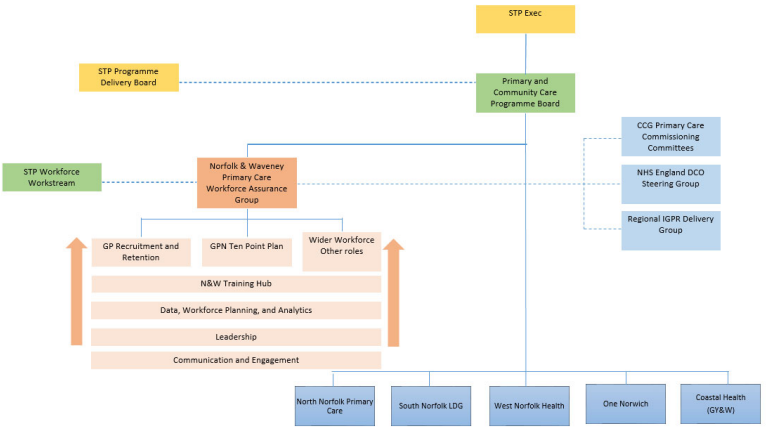 STP Exec
STP Programme
Delivery Board
Primary and
Community Care
Programme Board
CCG Primary Care
Commissioning
Committees
STP Workforce
Workstream
Norfolk & Waveney
Primary Care
Workforce Assurance
Group
NHS England DCO
Steering Group
Regional IGPR Delivery
Group
GP Recruitment and
Retention
GPN Ten Point Plan
Wider Workforce
Other roles
N&W Training Hub
Data, Workforce Planning, and Analytics
Leadership
Communication and Engagement
North Norfolk Primary
Care
South Norfolk LDG
West Norfolk Health
One Norwich
Coastal Health
(GY&W)